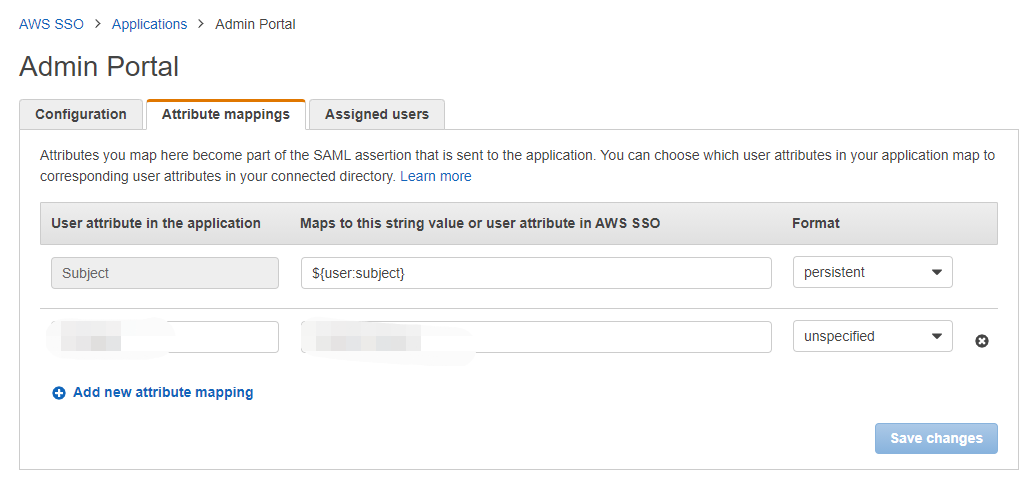 AWS SSO > Applications > Admin Portal
Admin Portal
Configuration Attribute mappings Assigned users
Attributes you map here become part of the SAML assertion that is sent to the application. You can choose which user attributes in your application map to
corresponding user attributes in your connected directory. Learn more
User attribute in the application Maps to this string value or user attribute in AWS SSO Format
Subject ${user:subject} persistent
unspecified
Add new attribute mapping
Save changes